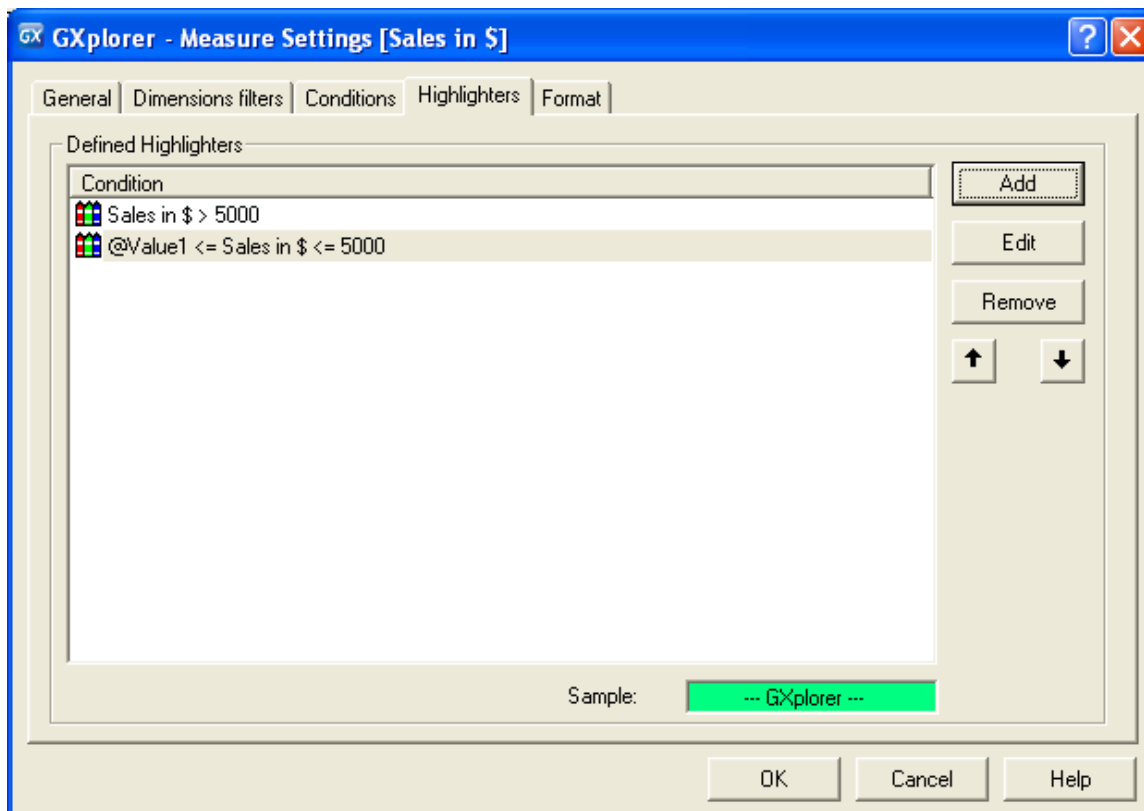 GX GXplorer - Measure Settings [Sales in $]
General Dimensions filters Conditions Highlighters Format
Defined Highlighters
Condition
Sales in $ > 5000
@Value1 <= Sales in $ <= 5000
Add
Edit
Remove
Sample: --- GXplorer ---
OK Cancel Help